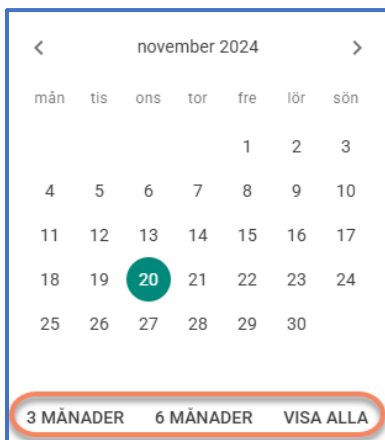 november 2024
mån tis ons tor fre lör sön
1 2 3
4 5 6 7 8 9 10
11 12 13 14 15 16 17
18 19 20 21 22 23 24
25 26 27 28 29 30
3 MÅNADER 6 MÅNADER VISA ALLA